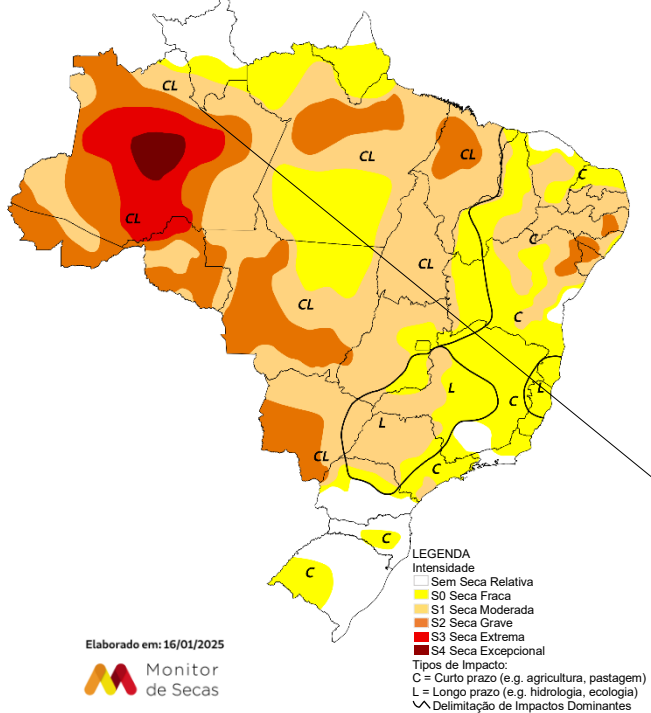 CL
CL
CL
C
CL
C
CL
CL
C
L
L
C
L
CL
C
C
C
LEGENDA
Intensidade
Sem Seca Relativa
S0 Seca Fraca
S1 Seca Moderada
S2 Seca Grave
S3 Seca Extrema
S4 Seca Excepcional
Tipos de Impacto:
C = Curto prazo (e.g. agricultura, pastagem)
L = Longo prazo (e.g. hidrologia, ecologia)
Delimitação de Impactos Dominantes
Elaborado em: 16/01/2025
Monitor
de Secas